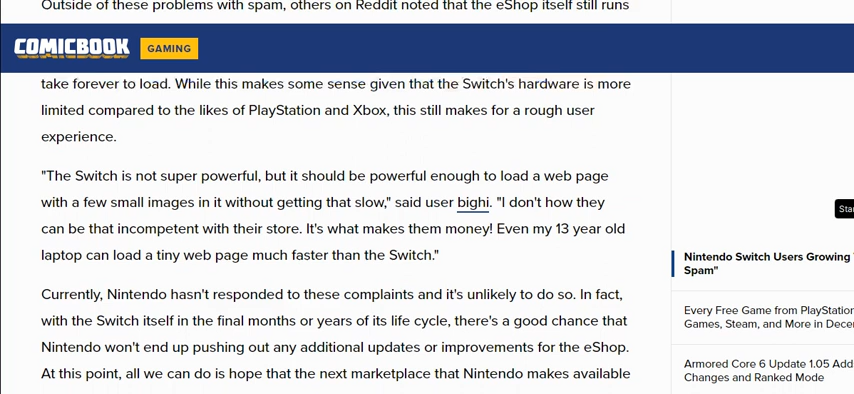 Outside of these problems with spam, others on Reddit noted that the eShop itself still runs
COMICBOOK GAMING
take forever to load. While this makes some sense given that the Switch's hardware is more
limited compared to the likes of PlayStation and Xbox, this still makes for a rough user
experience.
"The Switch is not super powerful, but it should be powerful enough to load a web page
with a few small images in it without getting that slow," said user bighi. "I don't how they
can be that incompetent with their store. It's what makes them money! Even my 13 year old
laptop can load a tiny web page much faster than the Switch."
Currently, Nintendo hasn't responded to these complaints and it's unlikely to do so. In fact,
with the Switch itself in the final months or years of its life cycle, there's a good chance that
Nintendo won't end up pushing out any additional updates or improvements for the eShop.
At this point, all we can do is hope that the next marketplace that Nintendo makes available
Nintendo Switch Users Growing
Spam"
Every Free Game from PlayStation
Games, Steam, and More in Dece
Armored Core 6 Update 1.05 Add
Changes and Ranked Mode